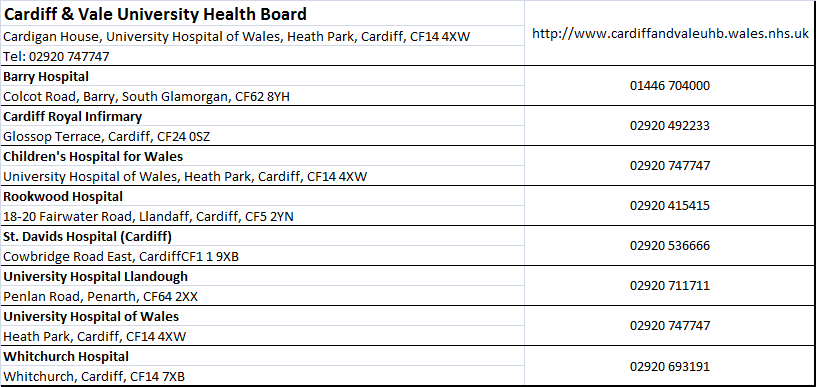 Cardiff & Vale University Health Board
Cardigan House, University Hospital of Wales, Heath Park, Cardiff, CF14 4XW
http://www.cardiffandvaleuhb.wales.nhs.uk
Tel: 02920 747747
Barry Hospital
Colcot Road, Barry, South Glamorgan, CF62 8YH
01446 704000
Cardiff Royal Infirmary
Glossop Terrace, Cardiff, CF24 0SZ
02920 492233
Children's Hospital for Wales
University Hospital of Wales, Heath Park, Cardiff, CF14 4XW
02920 747747
Rookwood Hospital
18-20 Fairwater Road, Llandaff, Cardiff, CF5 2YN
02920 415415
St. Davids Hospital (Cardiff)
Cowbridge Road East, CardiffCF1 1 9XB
02920 536666
University Hospital Llandough
Penlan Road, Penarth, CF64 2XX
02920 711711
University Hospital of Wales
Heath Park, Cardiff, CF14 4XW
02920 747747
Whitchurch Hospital
Whitchurch, Cardiff, CF14 7XB
02920 693191